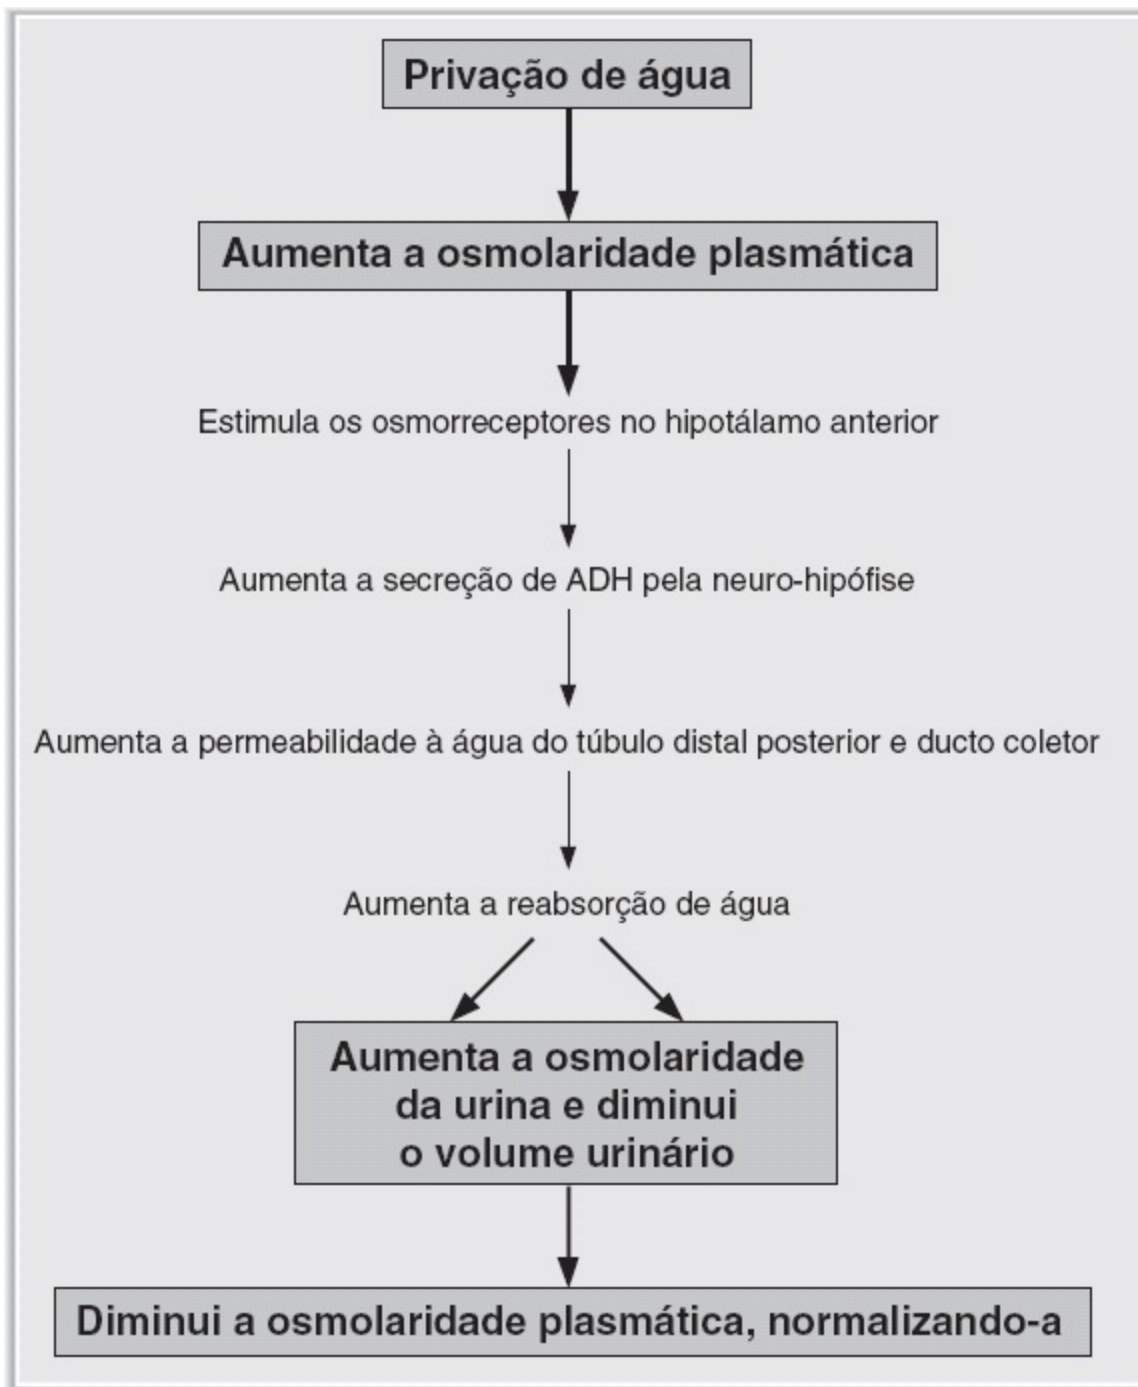 Privação de água
Aumenta a osmolaridade plasmática
Estimula os osmorreceptores no hipotálamo anterior
Aumenta a secreção de ADH pela neuro-hipófise
Aumenta a permeabilidade à água do túbulo distal posterior e ducto coletor
Aumenta a reabsorção de água
Aumenta a osmolaridade
da urina e diminui
o volume urinário
Diminui a osmolaridade plasmática, normalizando-a